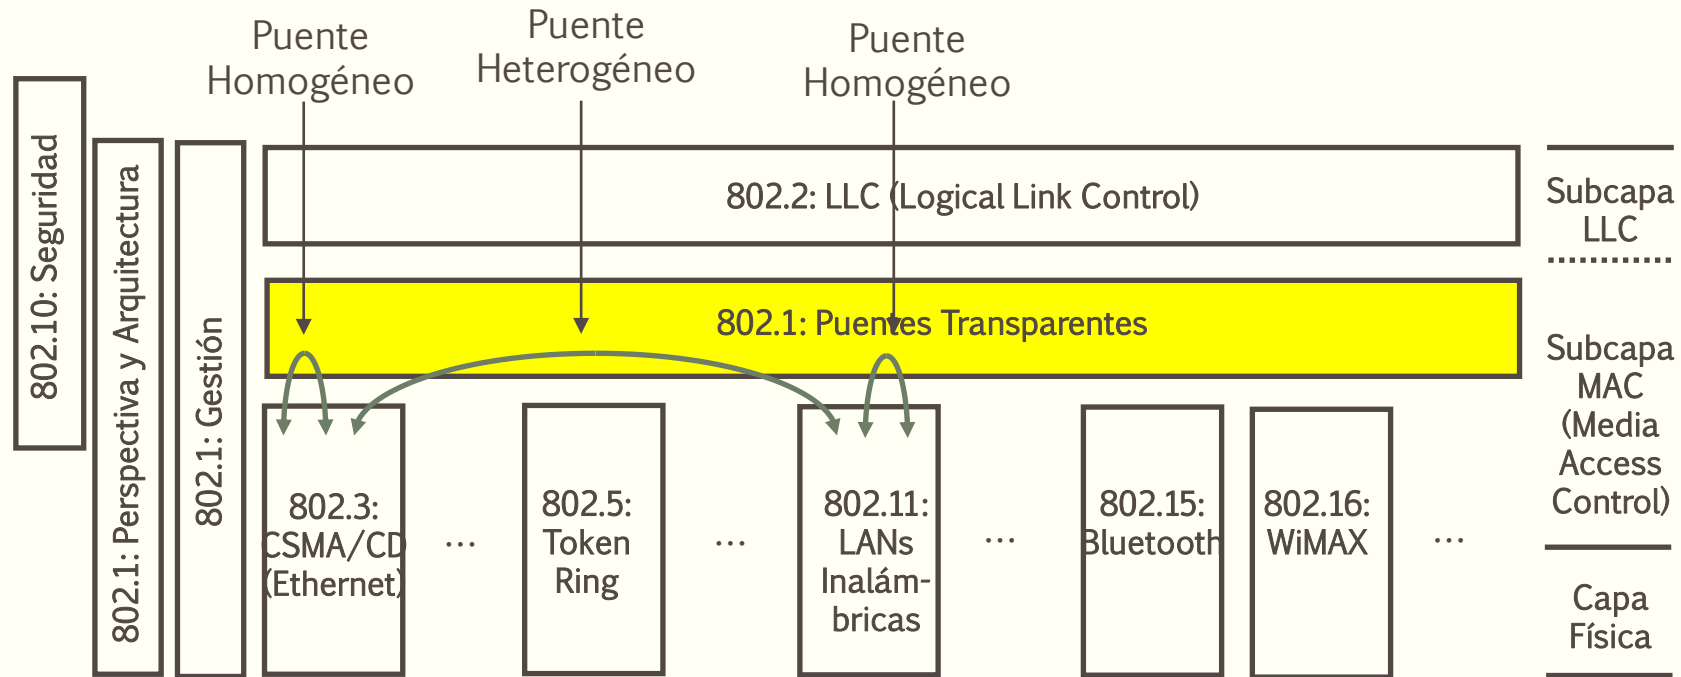 Puente
Homogéneo
Puente
Heterogéneo
Puente
Homogéneo
802.10: Seguridad
802.1: Perspectiva y Arquitectura
802.1: Gestión
802.2: LLC (Logical Link Control)
Subcapa
LLC
802.1: Puentes Transparentes
Subcapa
MAC
(Media
Access
Control)
802.3:
CSMA/CD
(Ethernet)
...
802.5:
Token
Ring
...
802.11:
LANs
Inalám-
bricas
...
802.15:
Bluetooth
802.16:
WiMAX
...
Capa
Física